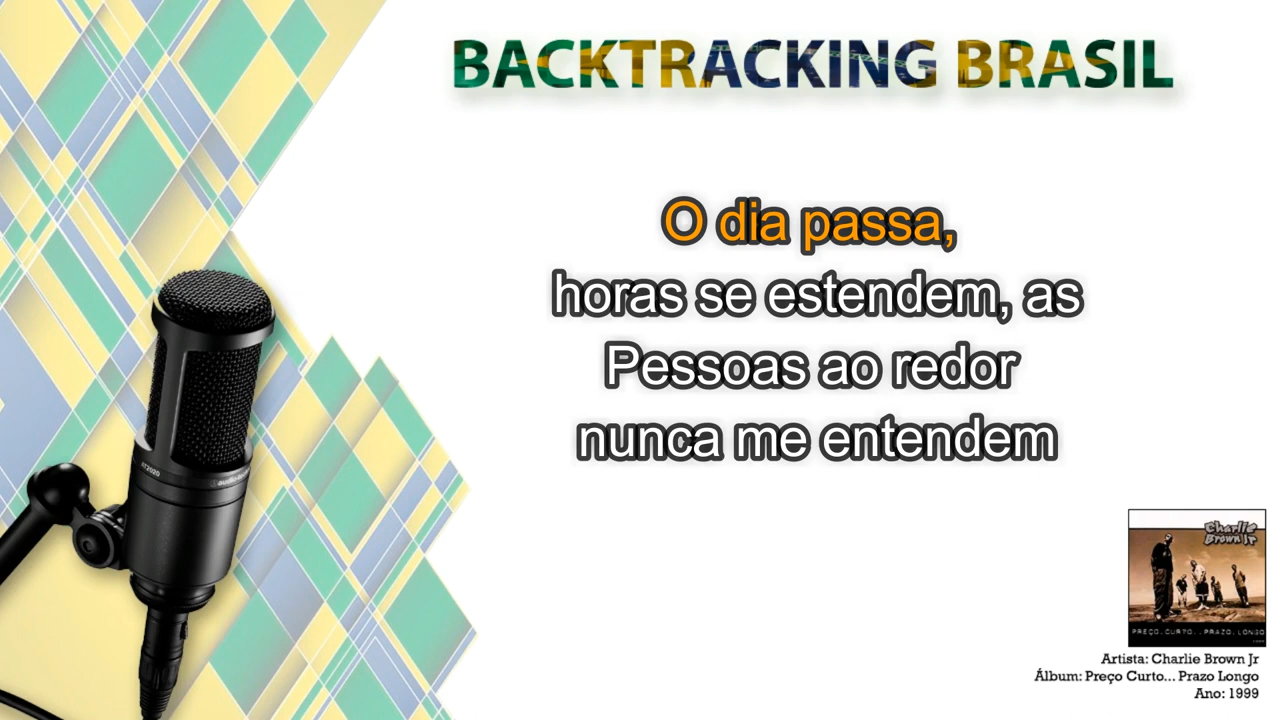 BACKTRACKING BRASIL
O dia passa,
horas se estendem, as
Pessoas ao redor
nunca me entendem
AT2020
Charlie
Brown Jr
PREÇO.CURTO...PRAZO.LONGO
Artista: Charlie Brown Jr
Álbum: Preço Curto... Prazo Longo
Ano: 1999